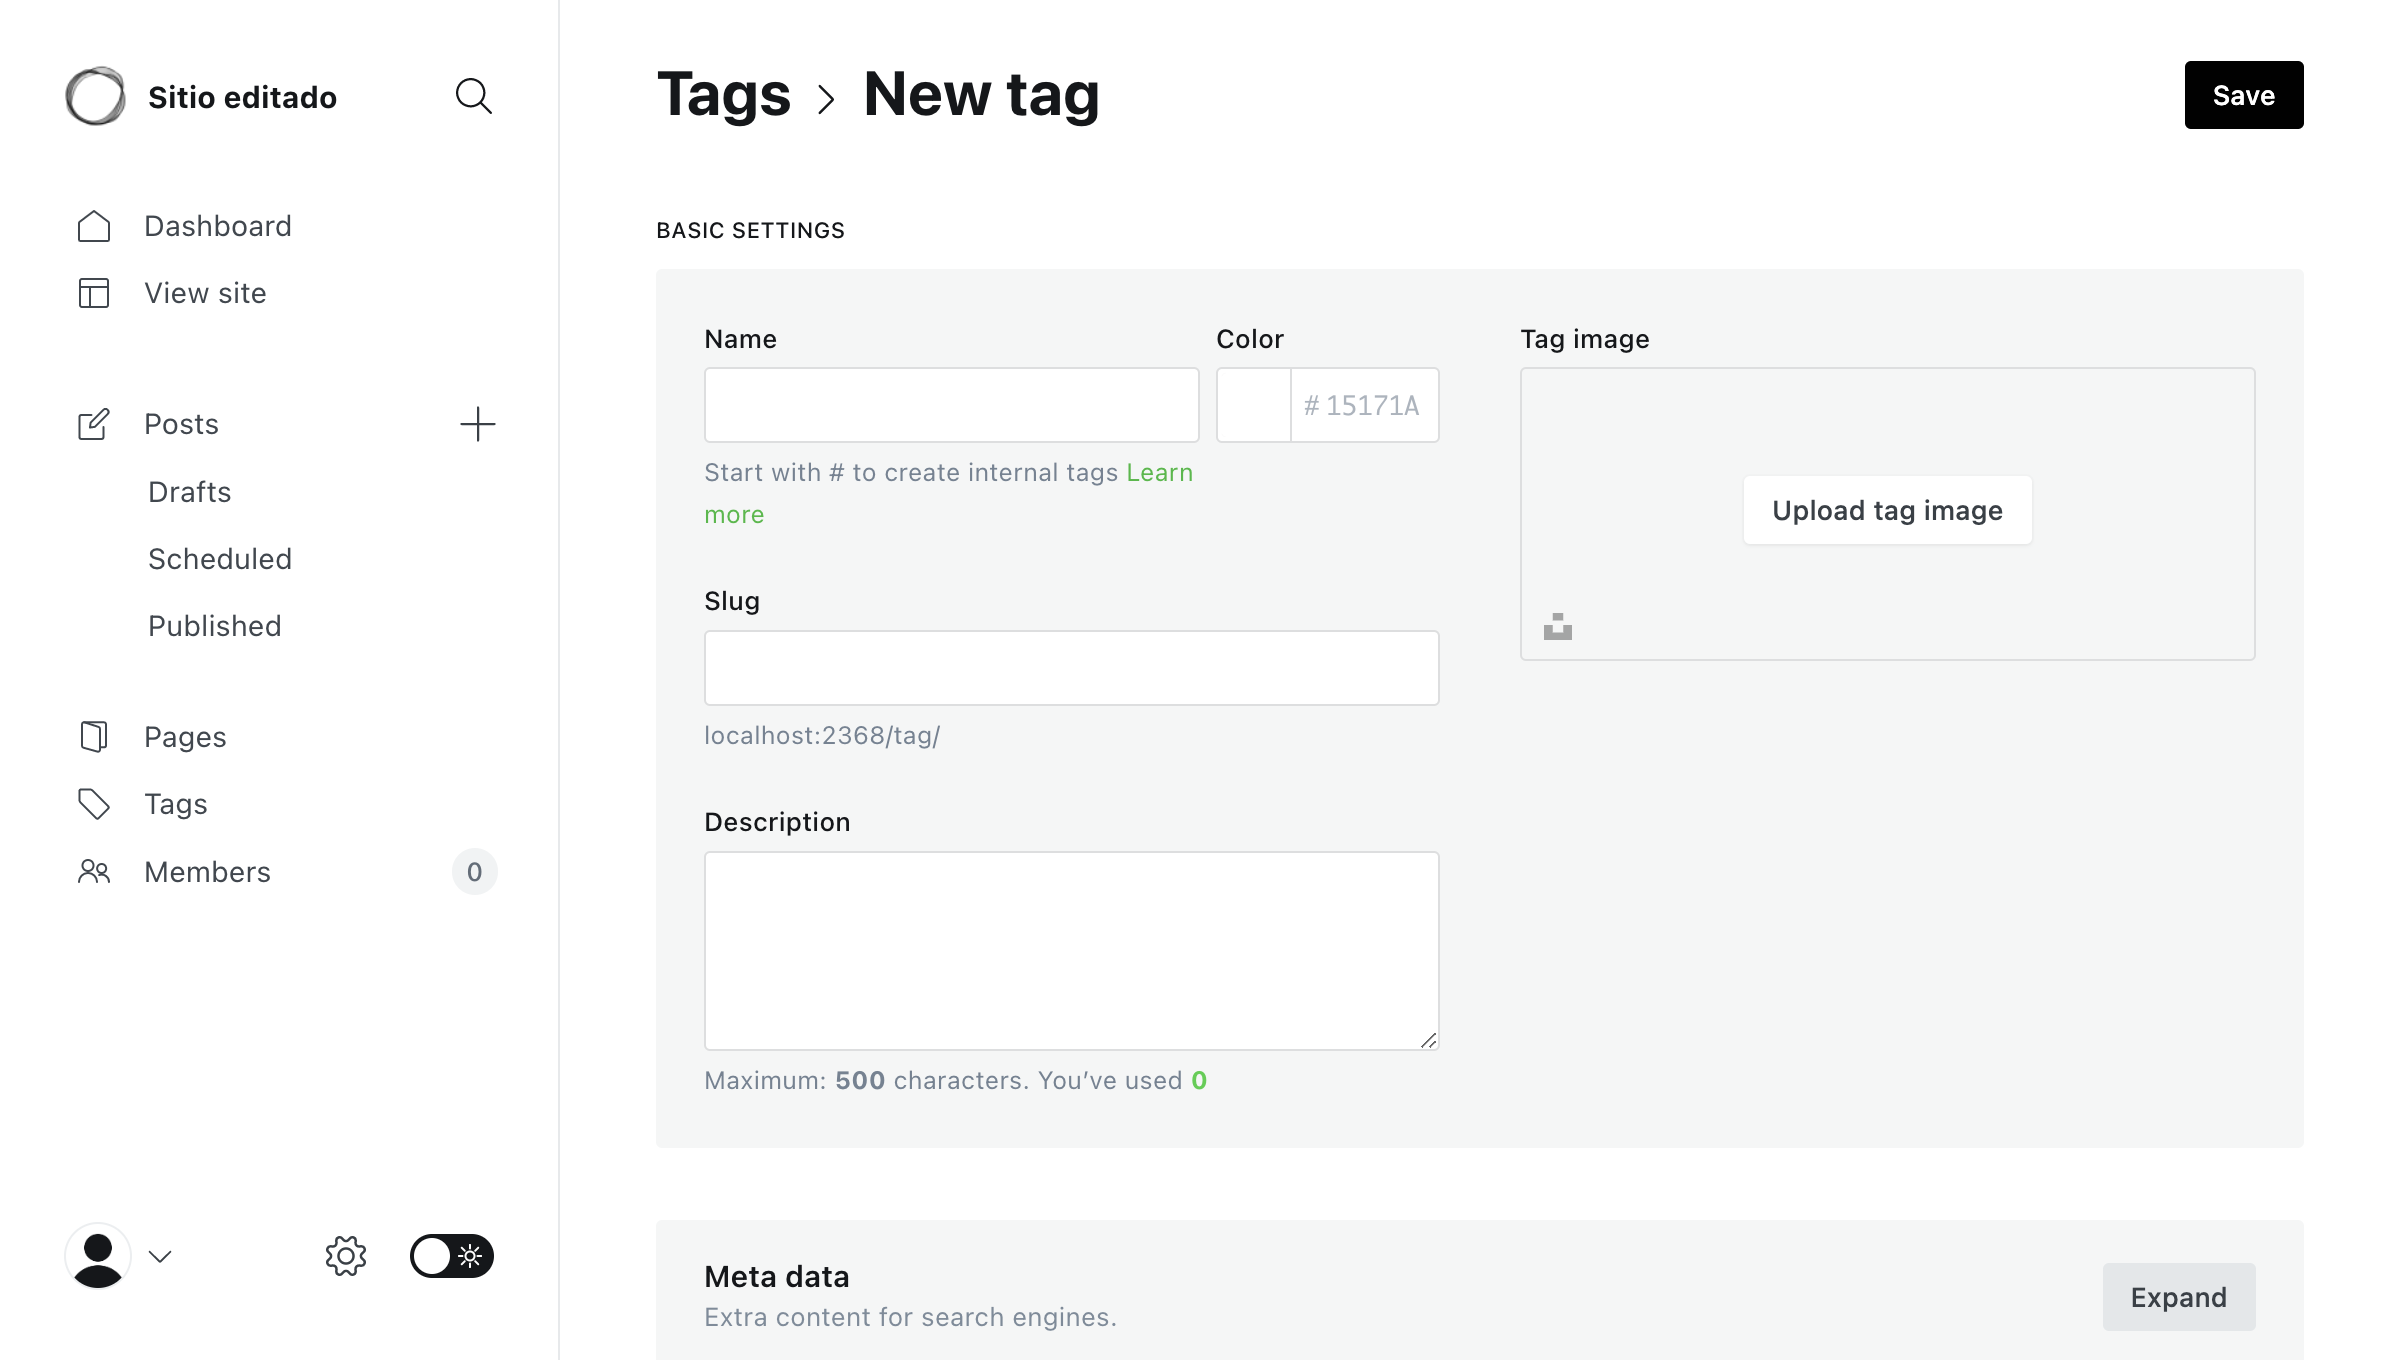 Sitio editado
Dashboard
View site
Posts
Drafts
Scheduled
Published
Pages
Tags
Members 0
Tags › New tag
Save
BASIC SETTINGS
Name
Color
# 15171A
Start with # to create internal tags Learn
more
Slug
localhost:2368/tag/
Description
Maximum: 500 characters. You’ve used 0
Tag image
Upload tag image
Meta data
Extra content for search engines.
Expand